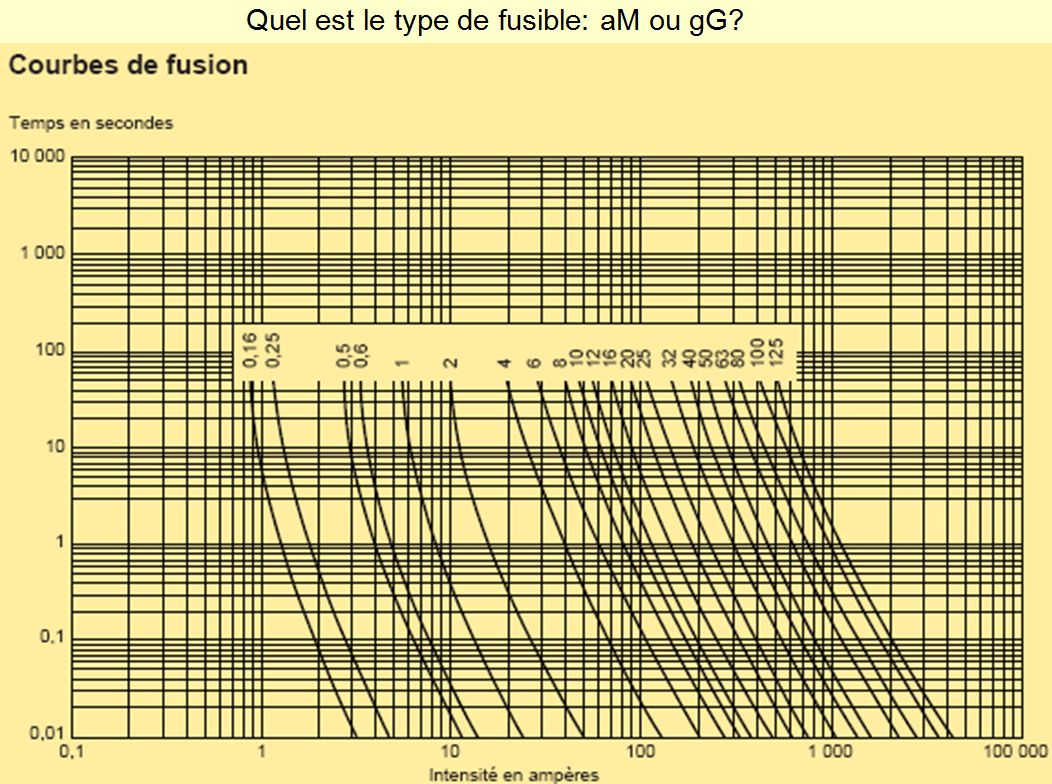 Quel est le type de fusible: aM ou gG?
Courbes de fusion
Temps en secondes
10 000
1 000
100
0,16 0,25 0,5 0,6 1 2 4 6 8 10 12 16 20 25 32 40 50 63 80 100 125
10
1
0,1
0,01
0,1 1 10 100 1 000 100 000
Intensité en ampères